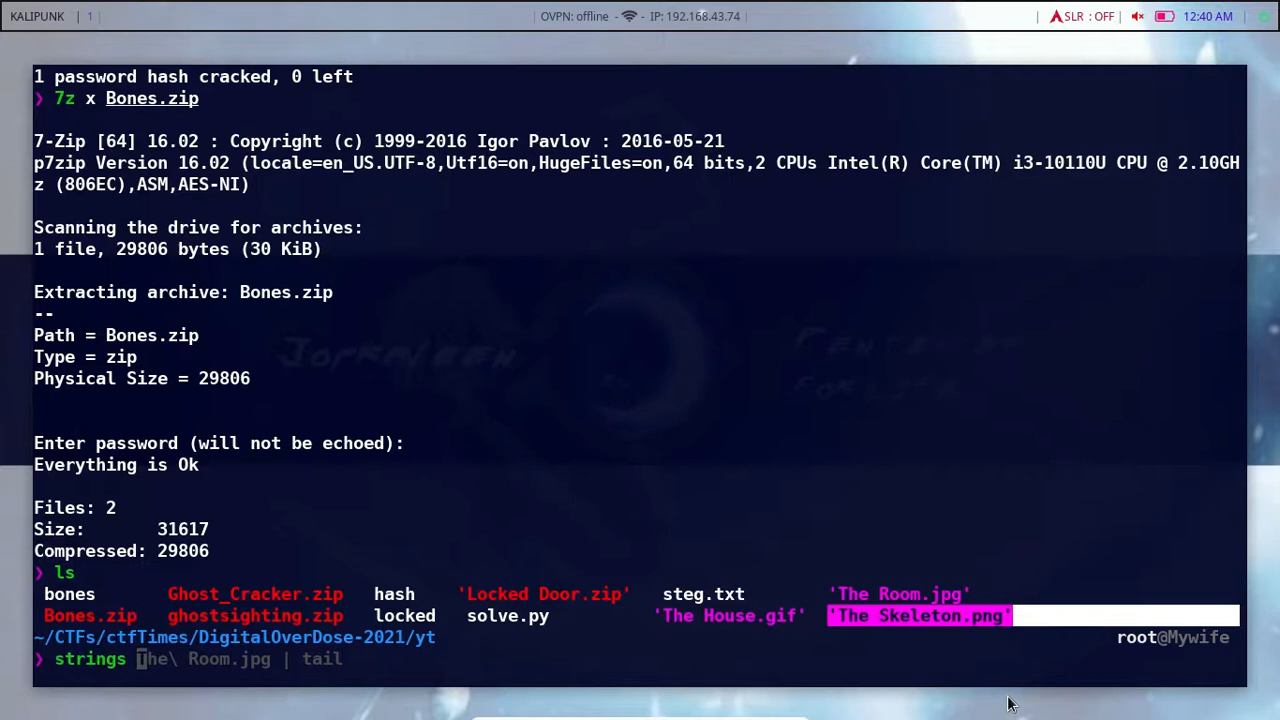 KALIPUNK | 1 | OVPN: offline - - IP: 192.168.43.74 | | SLR : OFF | 12:40 AM
1 password hash cracked, 0 left
❯ 7z x Bones.zip
7-Zip [64] 16.02 : Copyright (c) 1999-2016 Igor Pavlov : 2016-05-21
p7zip Version 16.02 (locale=en_US.UTF-8,Utf16=on,HugeFiles=on,64 bits,2 CPUs Intel(R) Core(TM) i3-10110U CPU @ 2.10GH
z (806EC),ASM,AES-NI)
Scanning the drive for archives:
1 file, 29806 bytes (30 KiB)
Extracting archive: Bones.zip
--
Path = Bones.zip
Type = zip
Physical Size = 29806
Enter password (will not be echoed):
Everything is Ok
Files: 2
Size: 31617
Compressed: 29806
❯ ls
bones Ghost_Cracker.zip hash 'Locked Door.zip' steg.txt 'The Room.jpg'
Bones.zip ghostsighting.zip locked solve.py 'The House.gif' 'The Skeleton.png'
~/CTFs/ctfTimes/DigitalOverDose-2021/yt root@Mywife
❯ strings The\ Room.jpg | tail